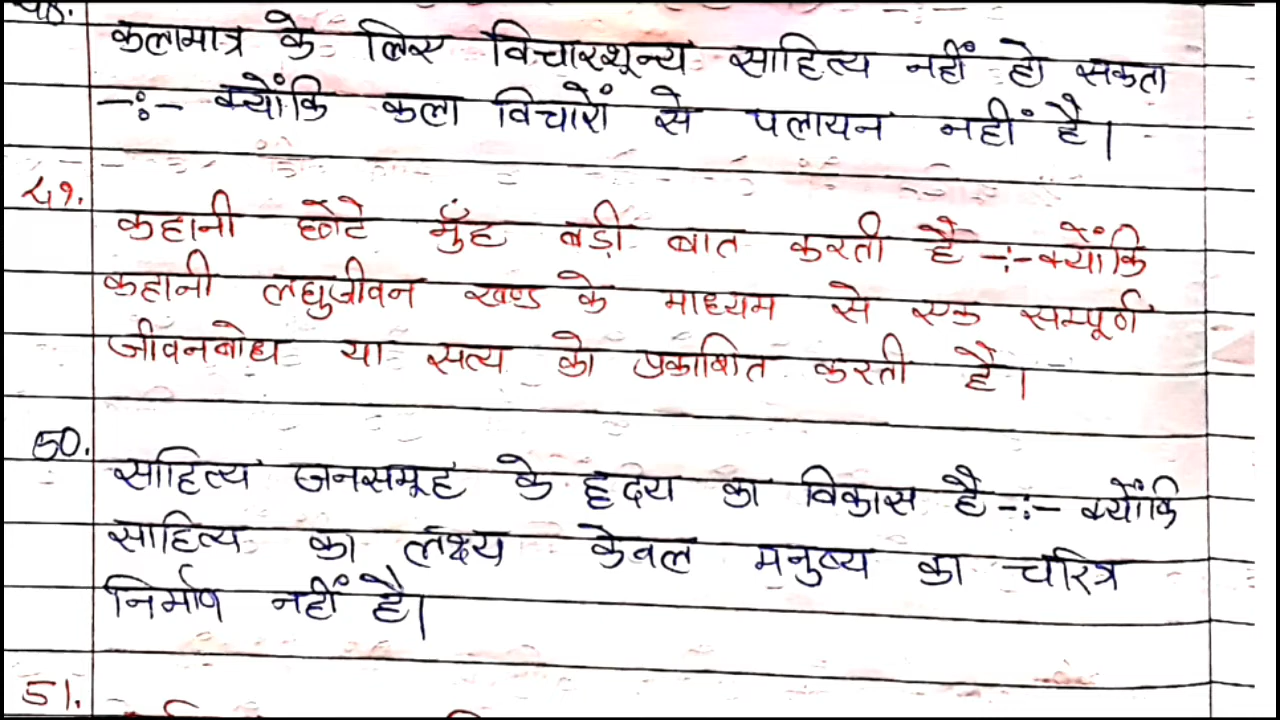 48.
कलामात्र के लिए विचारशून्य साहित्य नहीं हो सकता
-:- क्योंकि कला विचारों से पलायन नहीं है।
49.
कहानी छोटे मुँह बड़ी बात करती है -:- क्योंकि
कहानी लघुजीवन खण्ड के माध्यम से एक सम्पूर्ण
जीवनबोध या सत्य को प्रकाशित करती है।
50.
साहित्य जनसमूह के हृदय का विकास है -:- क्योंकि
साहित्य का लक्ष्य केवल मनुष्य का चरित्र
निर्माण नहीं है।
51.